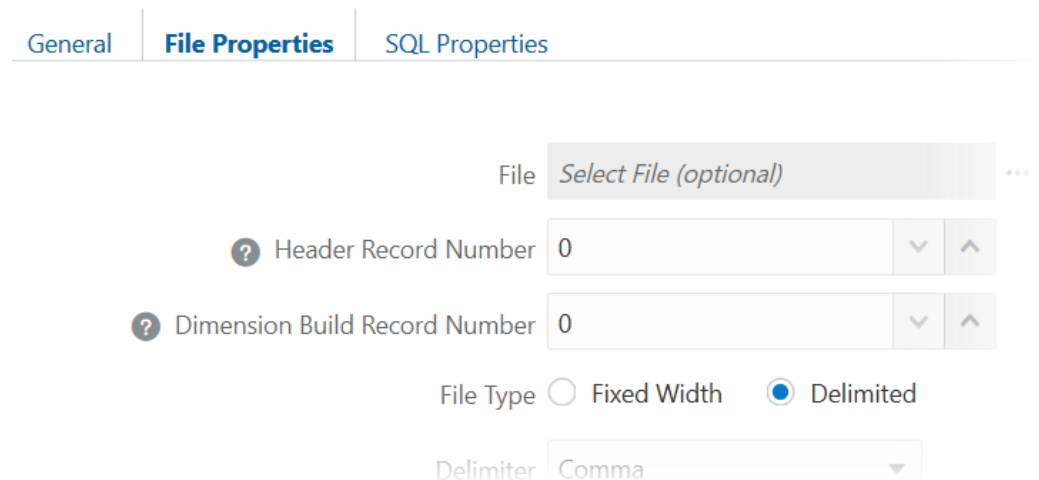 General File Properties SQL Properties
File Select File (optional) ...
? Header Record Number 0
? Dimension Build Record Number 0
File Type Fixed Width Delimited
Delimiter Comma